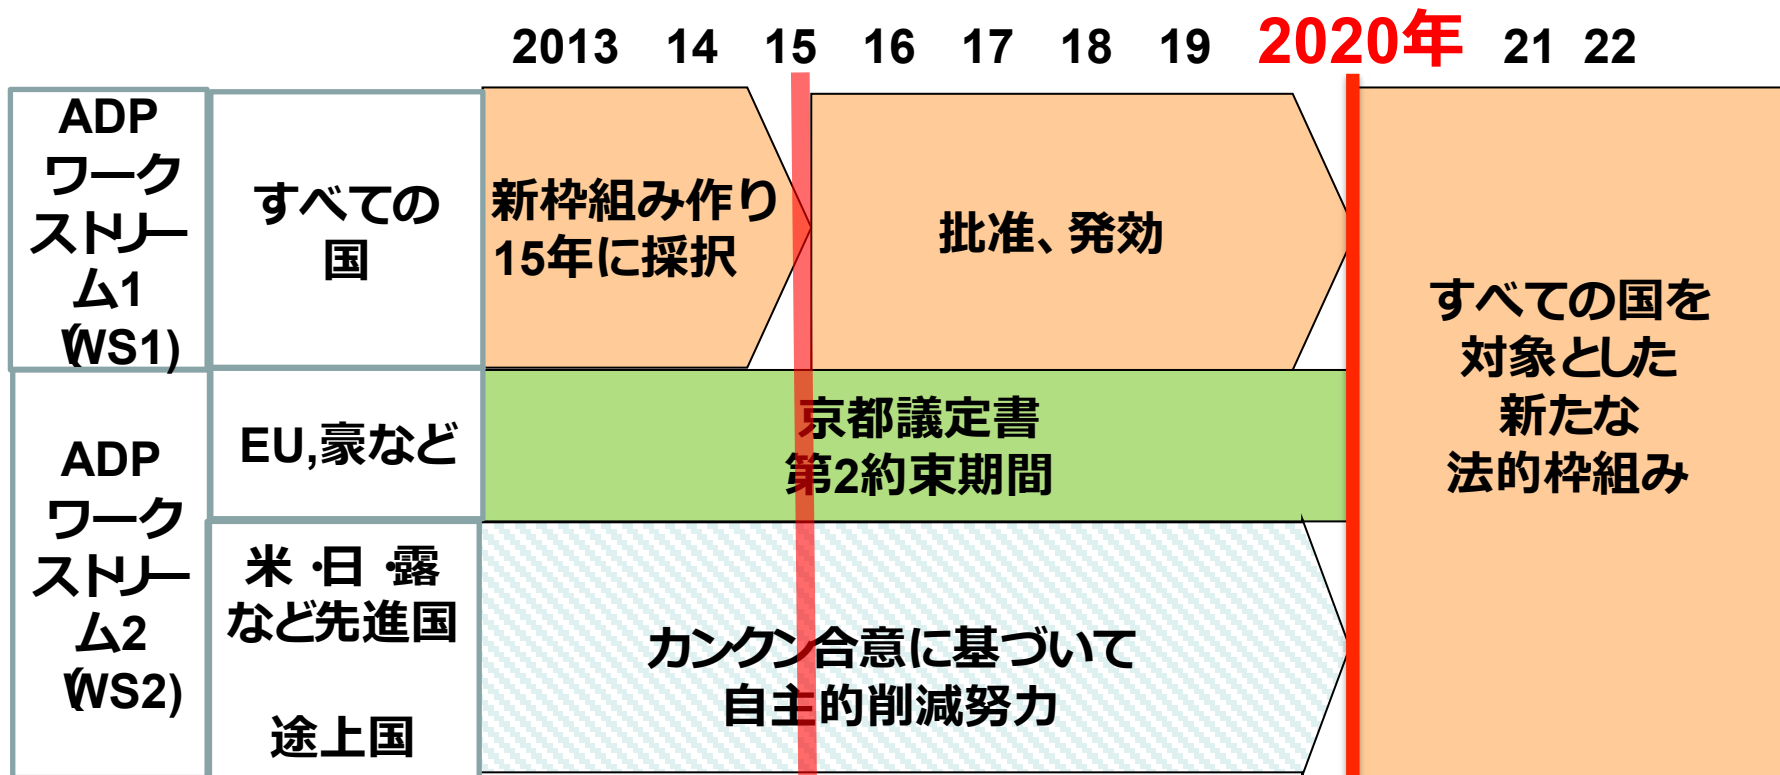 2013 14 15 16 17 18 19 2020年 21 22
ADP
ワーク
ストリー
ム1
(WS1)
すべての
国
新枠組み作り
15年に採択
批准、発効
すべての国を
対象とした
新たな
法的枠組み
ADP
ワーク
ストリー
ム2
(WS2)
EU,豪など
京都議定書
第2約束期間
米・日・露
など先進国
途上国
カンクン合意に基づいて
自主的削減努力